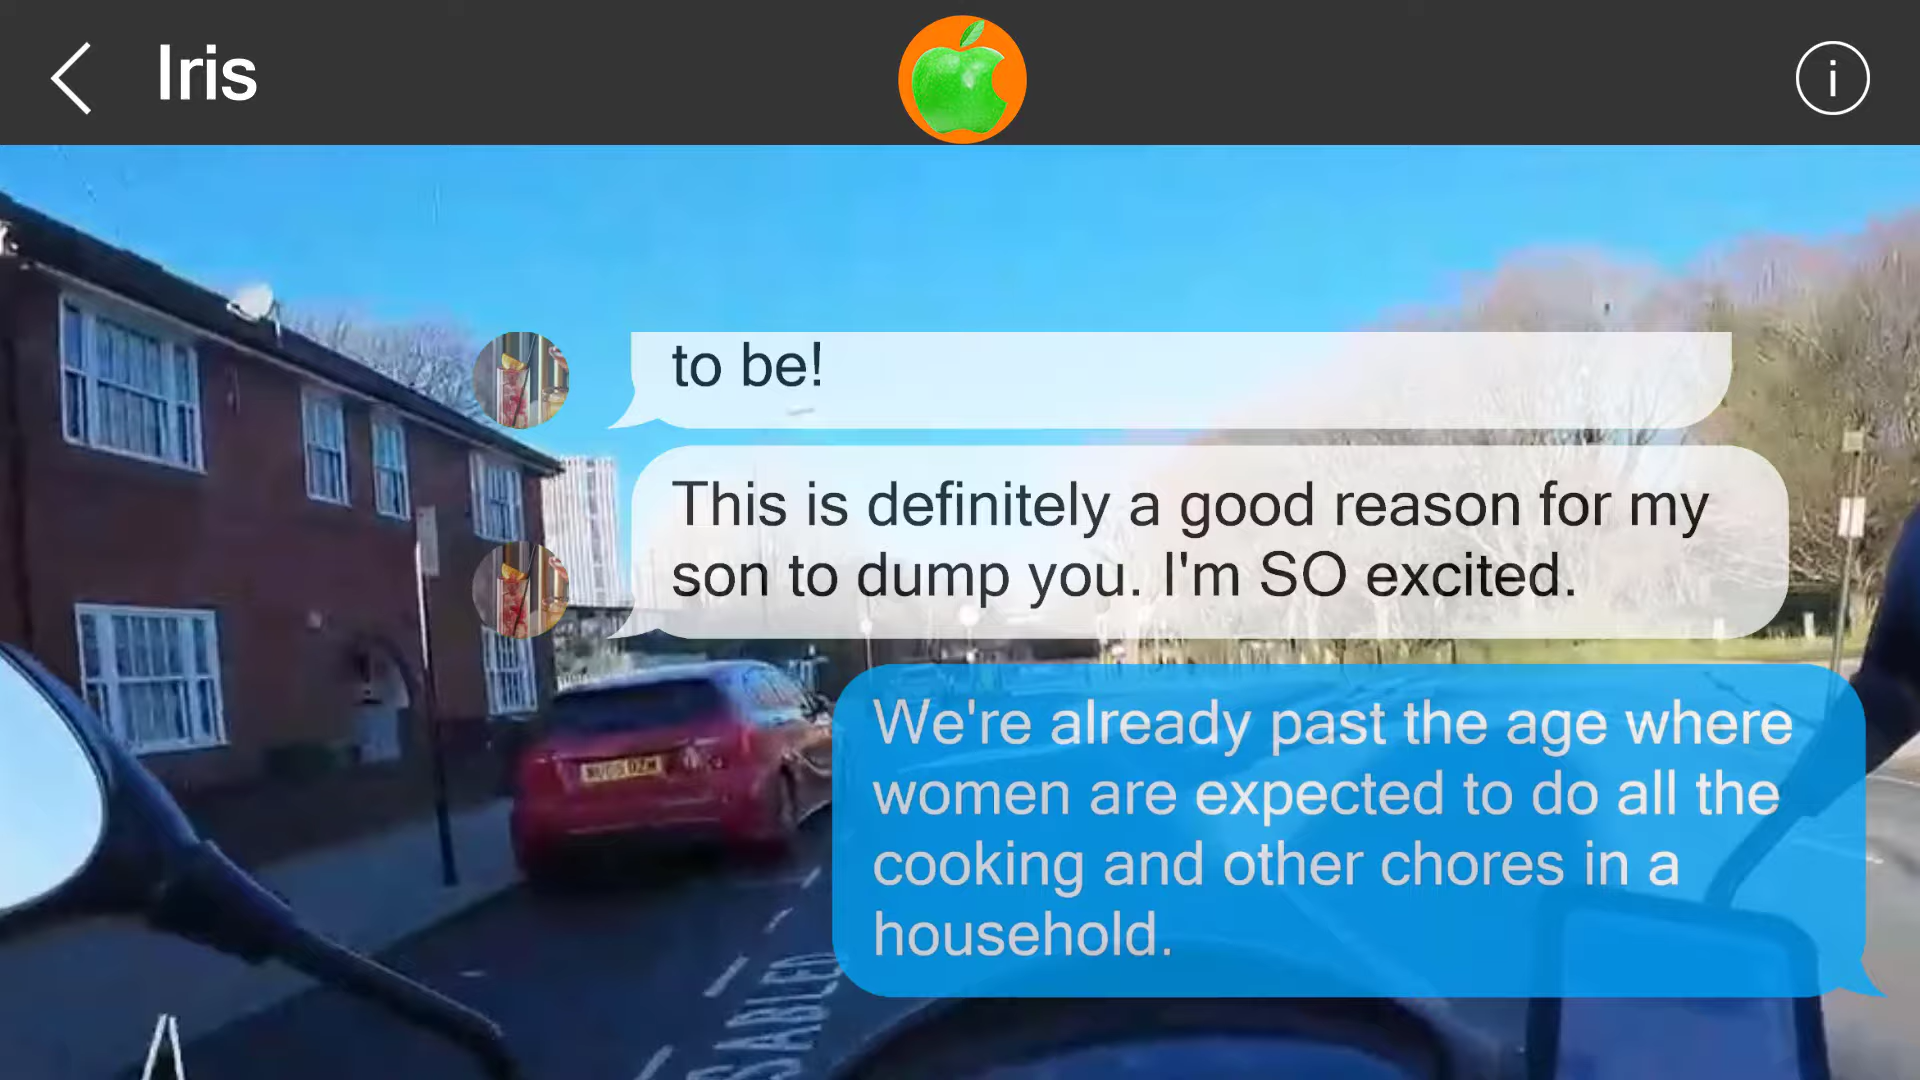 Iris
i
to be!
This is definitely a good reason for my
son to dump you. I'm SO excited.
We're already past the age where
women are expected to do all the
cooking and other chores in a
household.